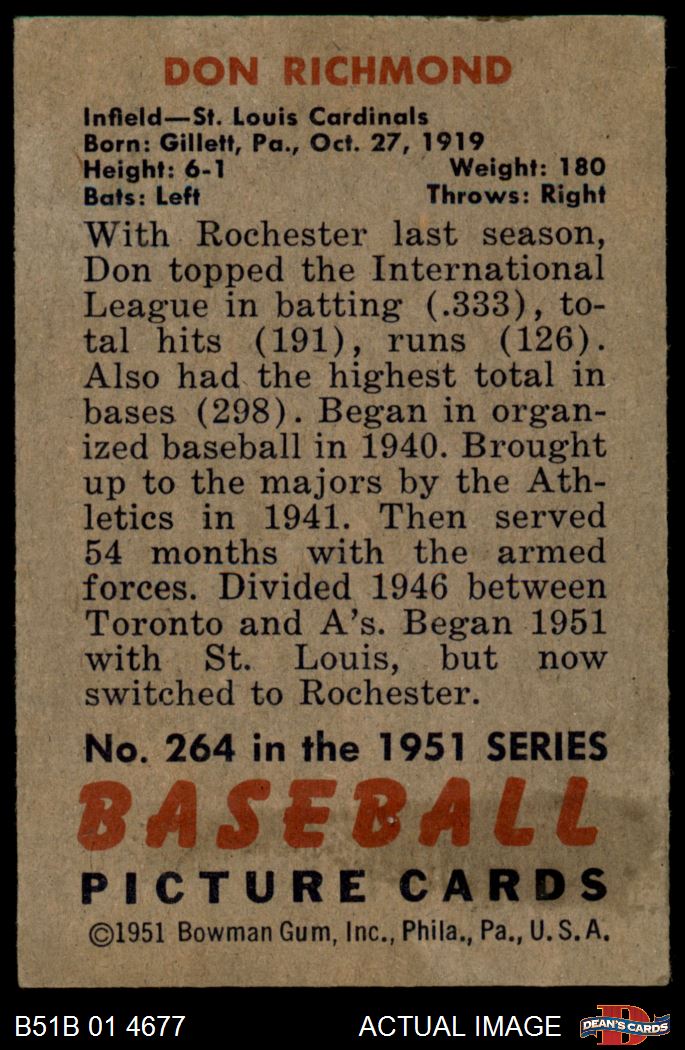 DON RICHMOND
Infield—St. Louis Cardinals
Born: Gillett, Pa., Oct. 27, 1919
Height: 6-1 Weight: 180
Bats: Left Throws: Right
With Rochester last season,
Don topped the International
League in batting (.333), to-
tal hits (191), runs (126).
Also had the highest total in
bases (298). Began in organ-
ized baseball in 1940. Brought
up to the majors by the Ath-
letics in 1941. Then served
54 months with the armed
forces. Divided 1946 between
Toronto and A's. Began 1951
with St. Louis, but now
switched to Rochester.
No. 264 in the 1951 SERIES
BASEBALL
PICTURE CARDS
©1951 Bowman Gum, Inc., Phila., Pa., U.S.A.
B51B 01 4677 ACTUAL IMAGE D DEAN'S CARDS